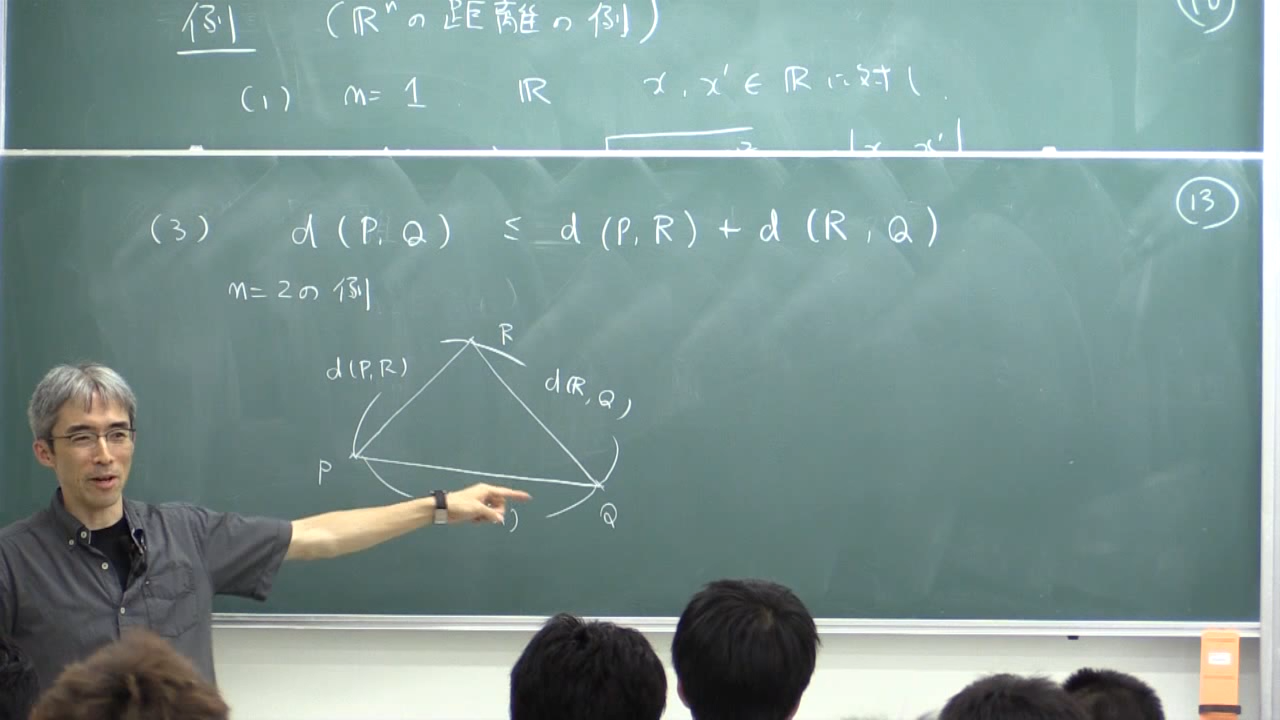 例 (ℝⁿの距離の例)
(1) n=1 ℝ x, x' ∈ ℝ に対し
|x x'|
13
(3) d(P, Q) ≤ d(P, R) + d(R, Q)
n=2の例
R
d(P,R)
d(R,Q)
P
Q